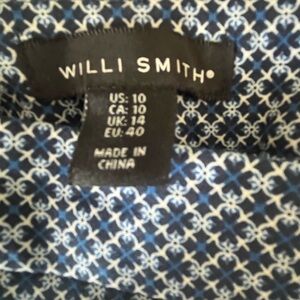 WILLI SMITH®
US: 10
CA: 10
UK: 14
EU: 40
MADE IN
CHINA